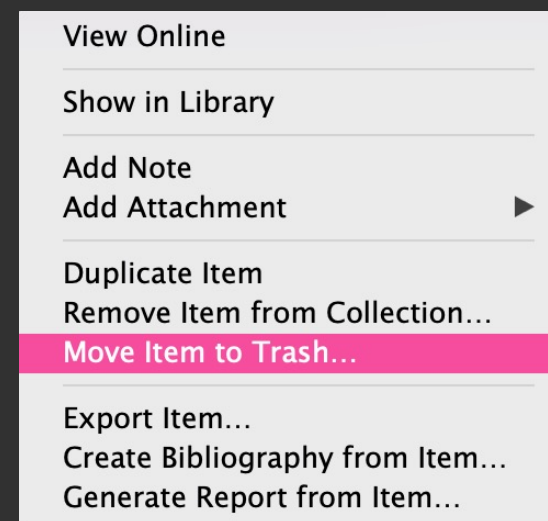 View Online
Show in Library
Add Note
Add Attachment
Duplicate Item
Remove Item from Collection...
Move Item to Trash...
Export Item...
Create Bibliography from Item...
Generate Report from Item...